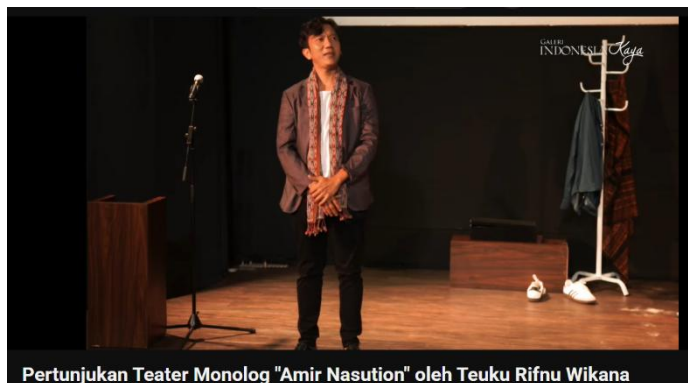 GALERI
INDONESIA Kaya
Pertunjukan Teater Monolog "Amir Nasution" oleh Teuku Rifnu Wikana